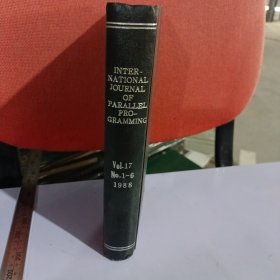 INTER-
NATIONAL
JOURNAL
OF
PARALLEL
PRO-
GRAMMING
Vol.17
No.1-6
1988